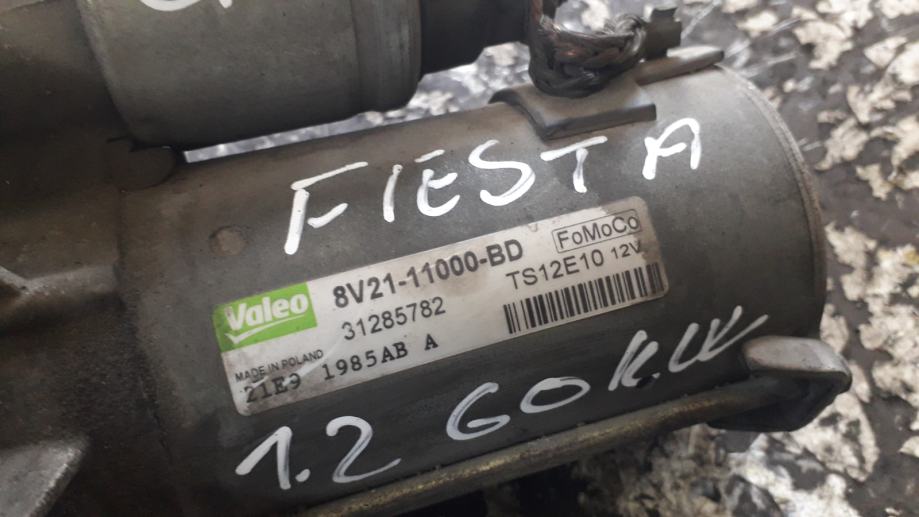 FIESTA
Valeo 8V21-11000-BD FoMoCo
31285782 TS12E10 12V
MADE IN POLAND
21E9 1985AB A
1.2 60KW